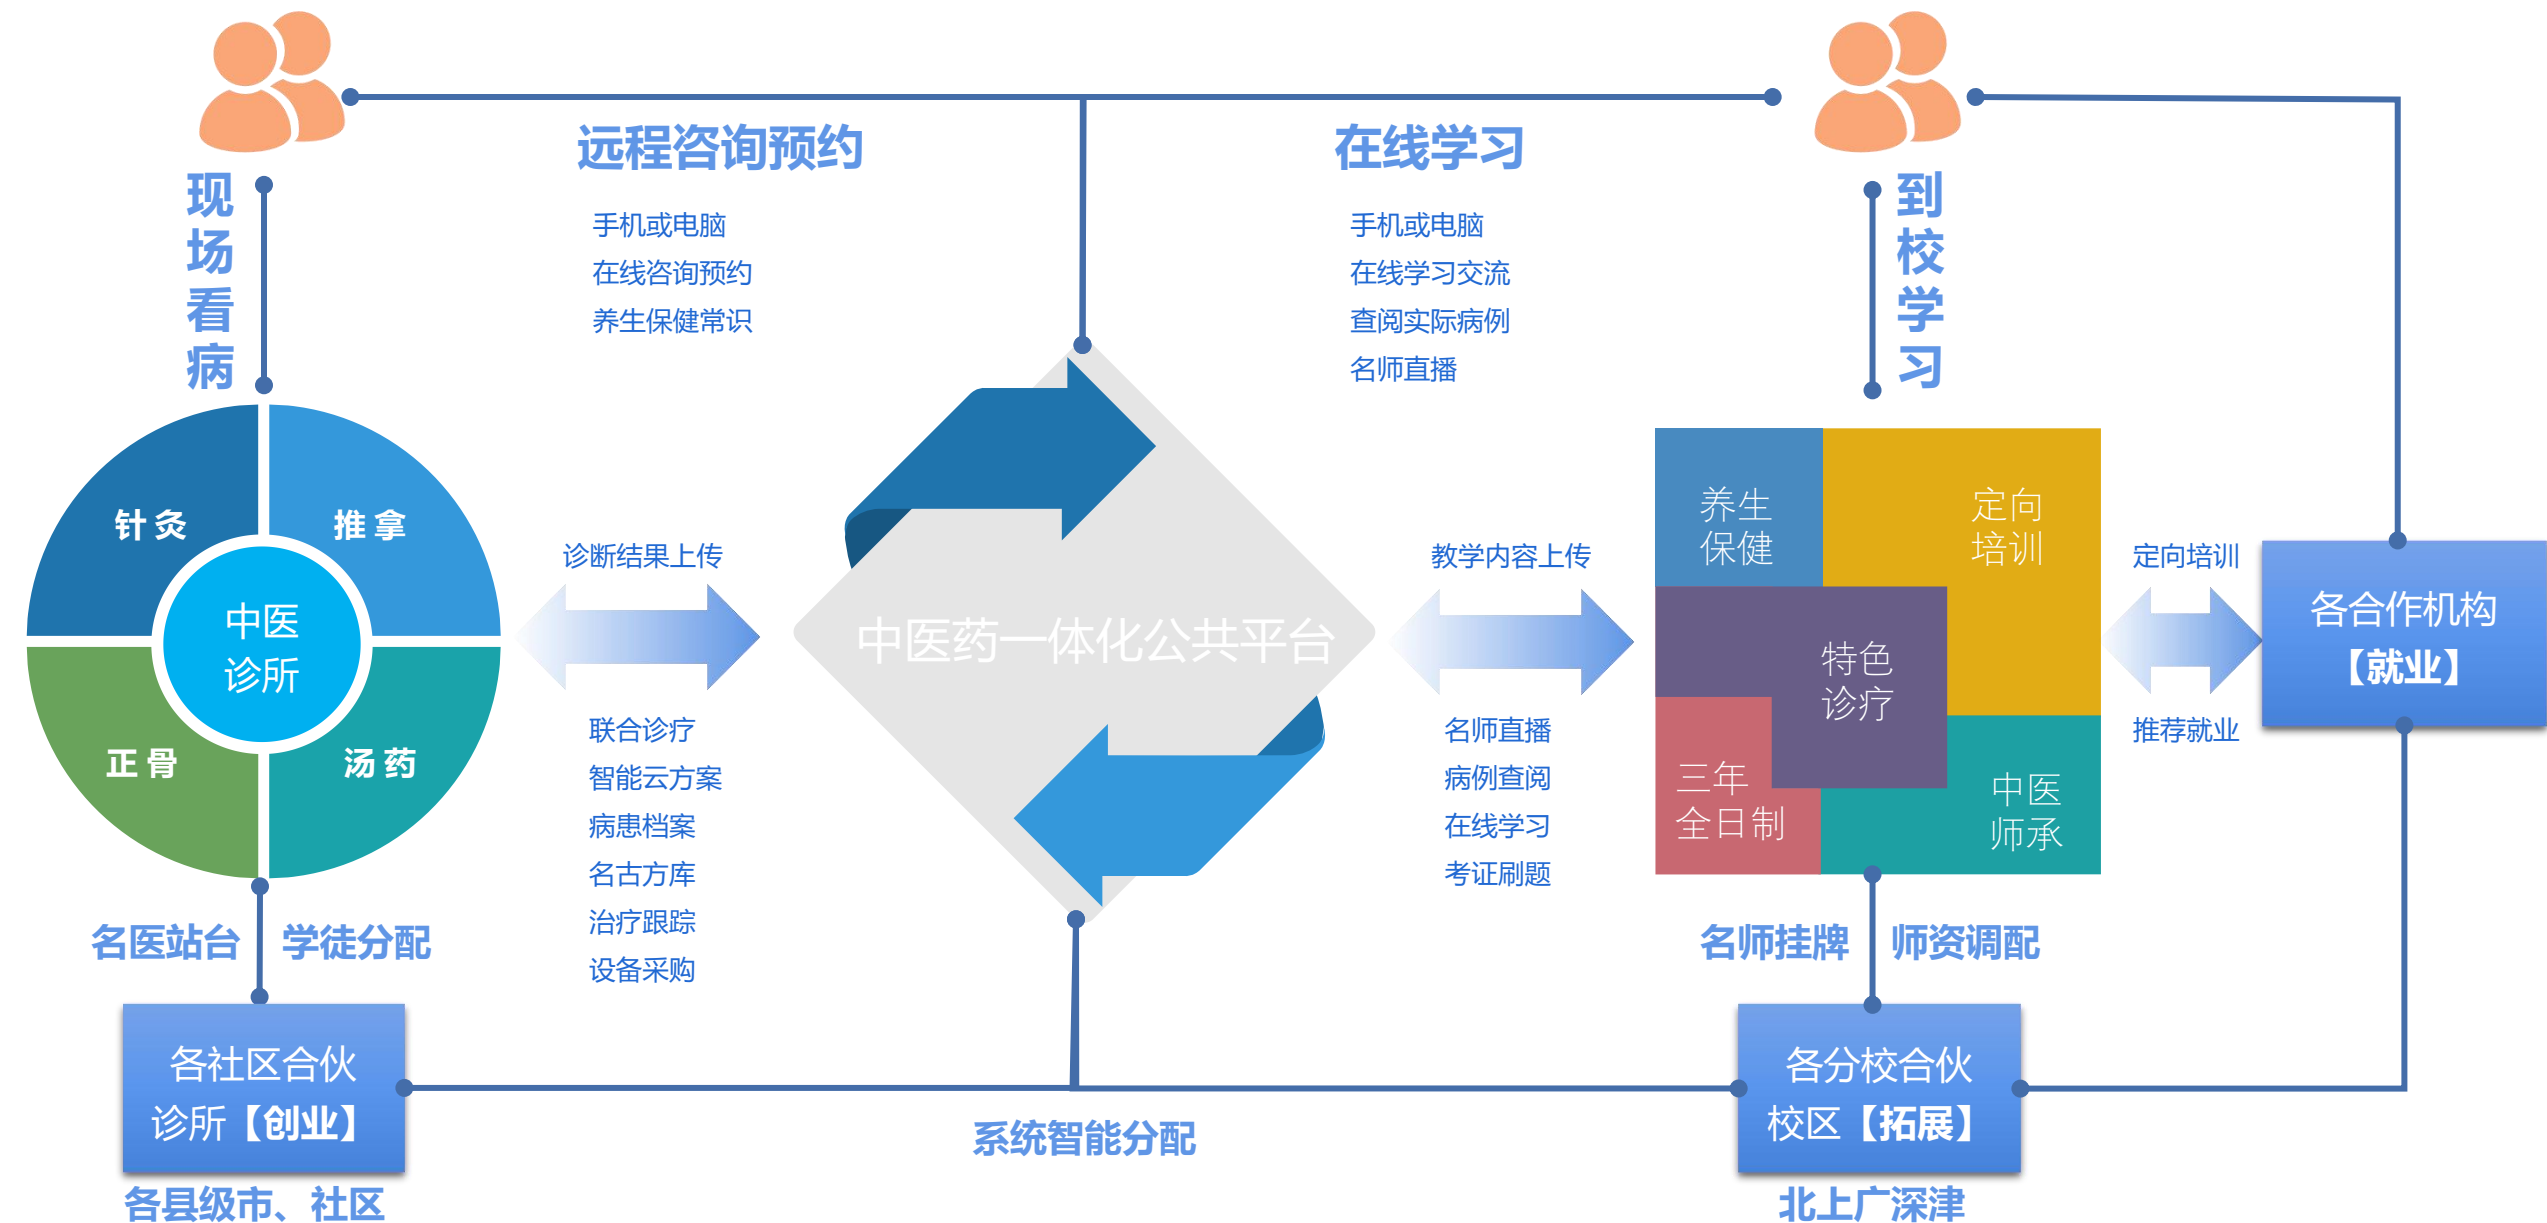 远程咨询预约
手机或电脑
在线咨询预约
养生保健常识
在线学习
手机或电脑
在线学习交流
查阅实际病例
名师直播
现
场
看
病
到
校
学
习
针灸
推拿
中医
诊所
正骨
汤药
诊断结果上传
联合诊疗
智能云方案
病患档案
名古方库
治疗跟踪
设备采购
中医药一体化公共平台
教学内容上传
名师直播
病例查阅
在线学习
考证刷题
养生
保健
定向
培训
特色
诊疗
三年
全日制
中医
师承
定向培训
推荐就业
各合作机构
【就业】
名医站台
学徒分配
各社区合伙
诊所【创业】
各县级市、社区
系统智能分配
名师挂牌
师资调配
各分校合伙
校区【拓展】
北上广深津